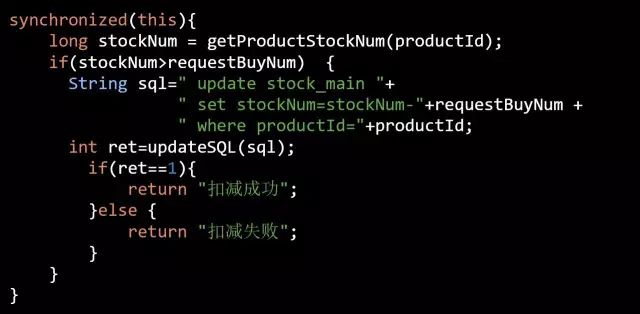 synchronized(this){
long stockNum = getProductStockNum(productId);
if(stockNum>requestBuyNum) {
String sql=" update stock_main "+
" set stockNum=stockNum-"+requestBuyNum +
" where productId="+productId;
int ret=updateSQL(sql);
if(ret==1){
return "扣减成功";
}else {
return "扣减失败";
}
}
}